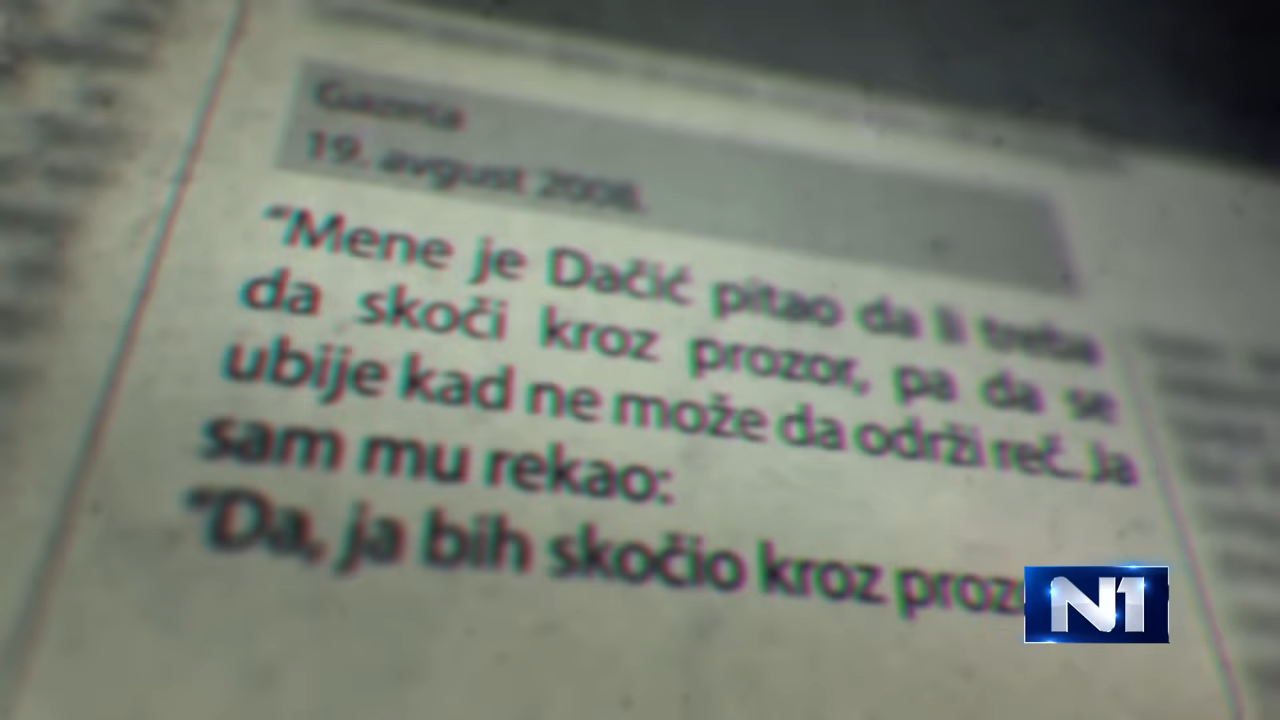 Gazeta
19. avgust 2008.
“Mene je Dačić pitao da li treba
da skoči kroz prozor, pa da se
ubije kad ne može da održi reč. Ja
sam mu rekao:
“Da, ja bih skočio kroz
N1